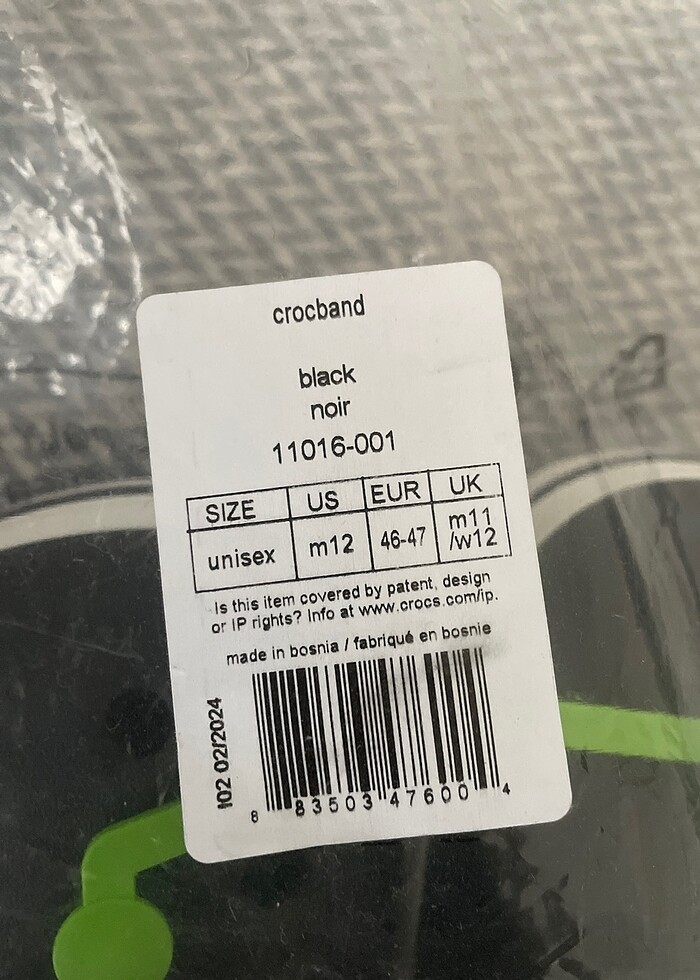 crocband
black
noir
11016-001
SIZE US EUR UK
unisex m12 46-47 m11 /w12
Is this item covered by patent, design
or IP rights? Info at www.crocs.com/ip.
made in bosnia / fabriqué en bosnie
f02 02/2024
8 83503 47600 4